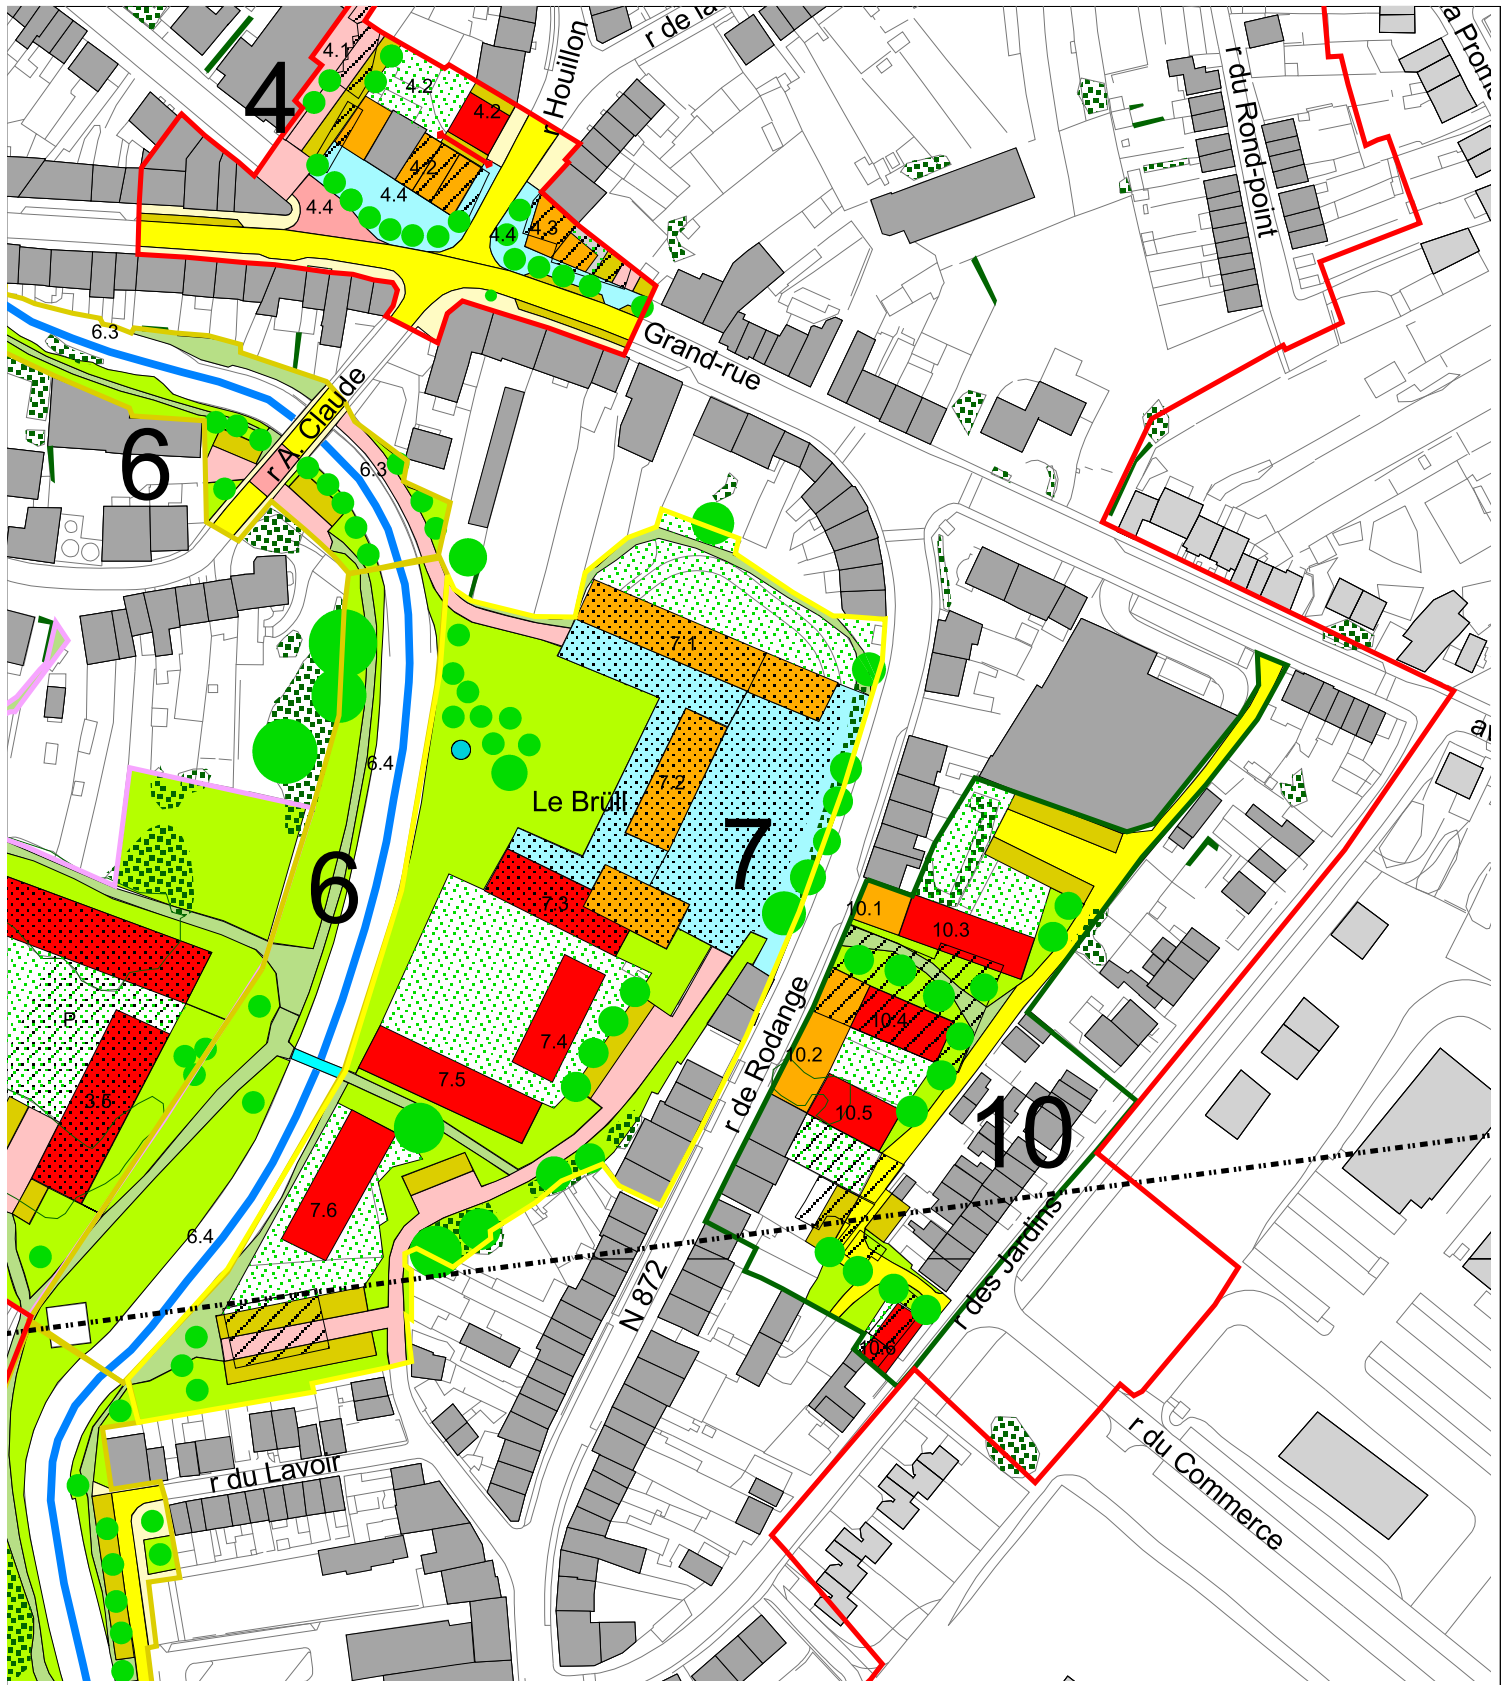 r de la
a Prone
4.1
4
4.2
4.2
r Houillon
r du Rond-point
4.2
4.4
4.4
4.4
4.3
6.3
Grand-rue
r A. Claude
6
6.3
7.1
6.4
7.2
Le Brüll
7
6
7.3
10.1
10.3
P
10.4
7.4
r de Rodange
10.2
7.5
3.5
10.5
10
7.6
6.4
r des Jardins
N 872
10.6
r du Lavoir
r du Commerce